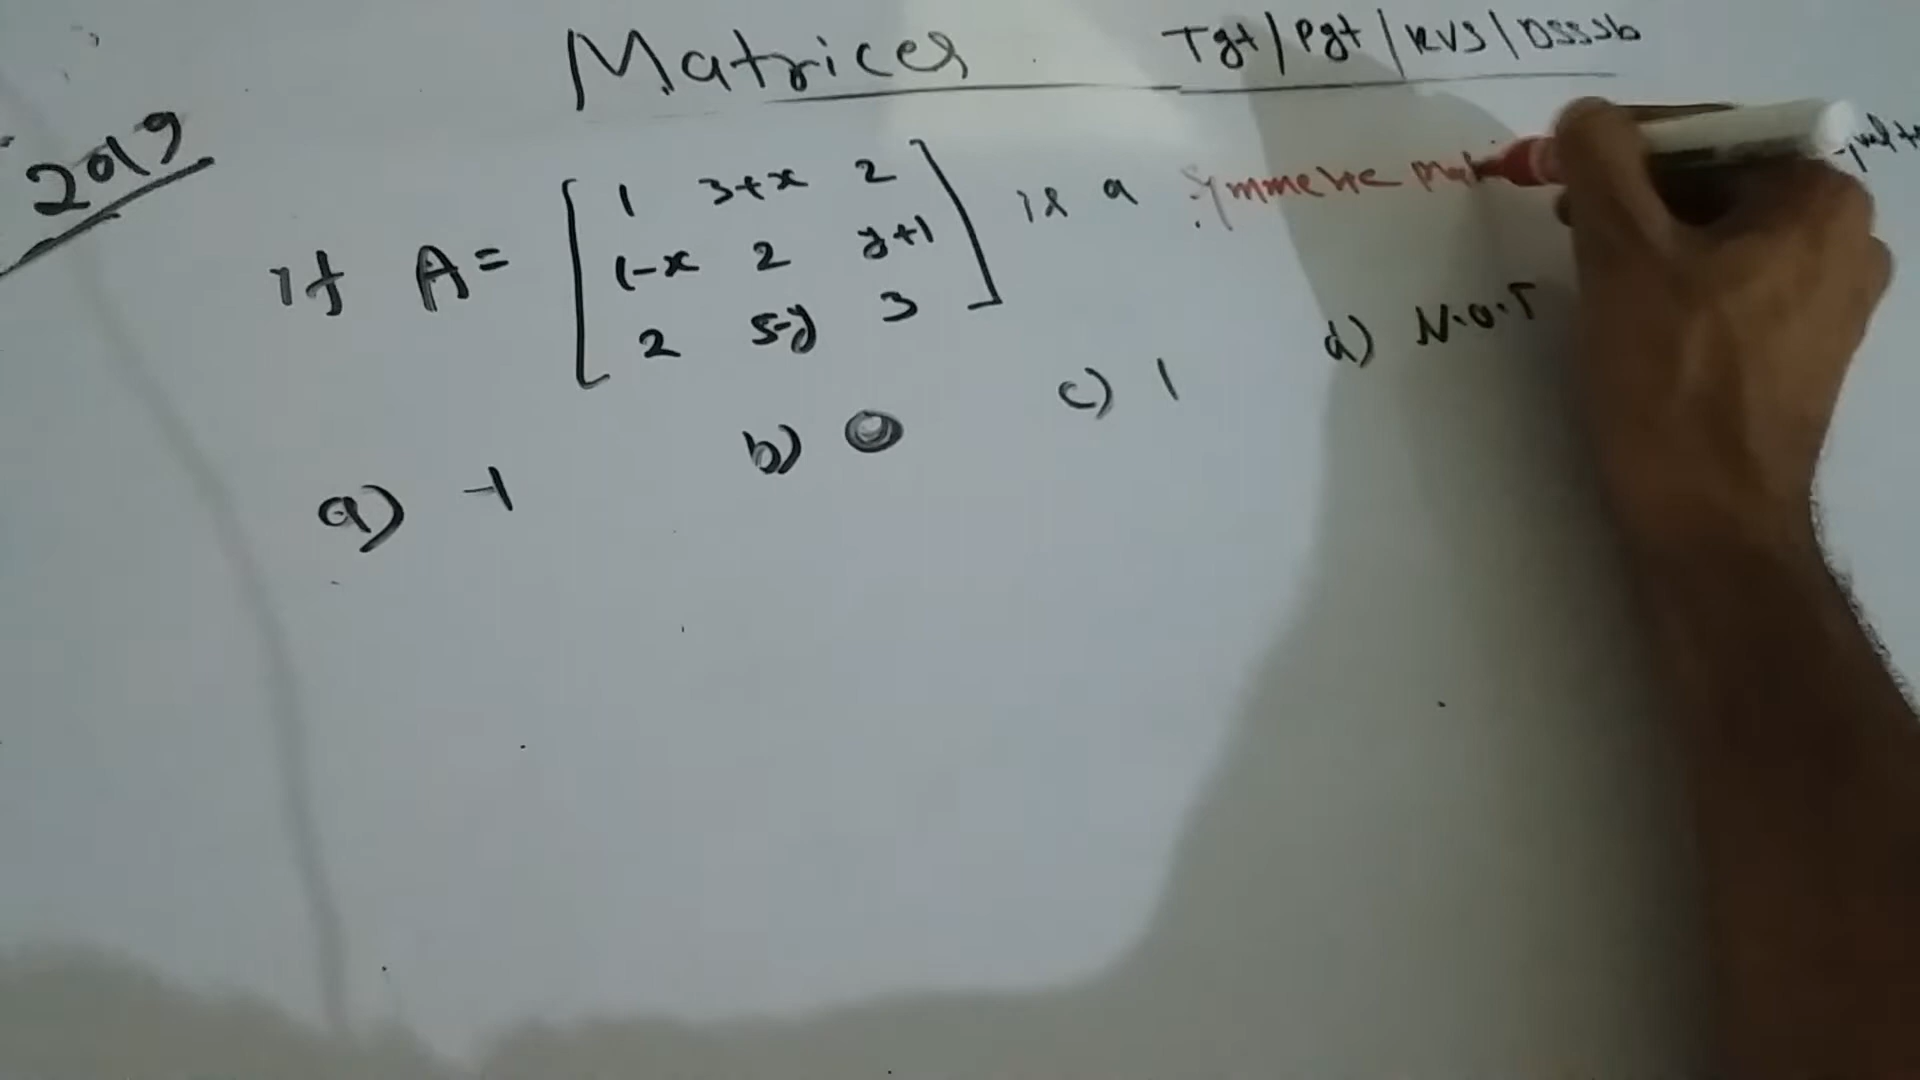 Matrices Tgt/Pgt/KVS/DSSSb
2019
1 3+x 2
if A= 1-x 2 y+1 is a Symmetric
2 5-y 3
a) -1 b) 0 c) 1 d) N.O.T